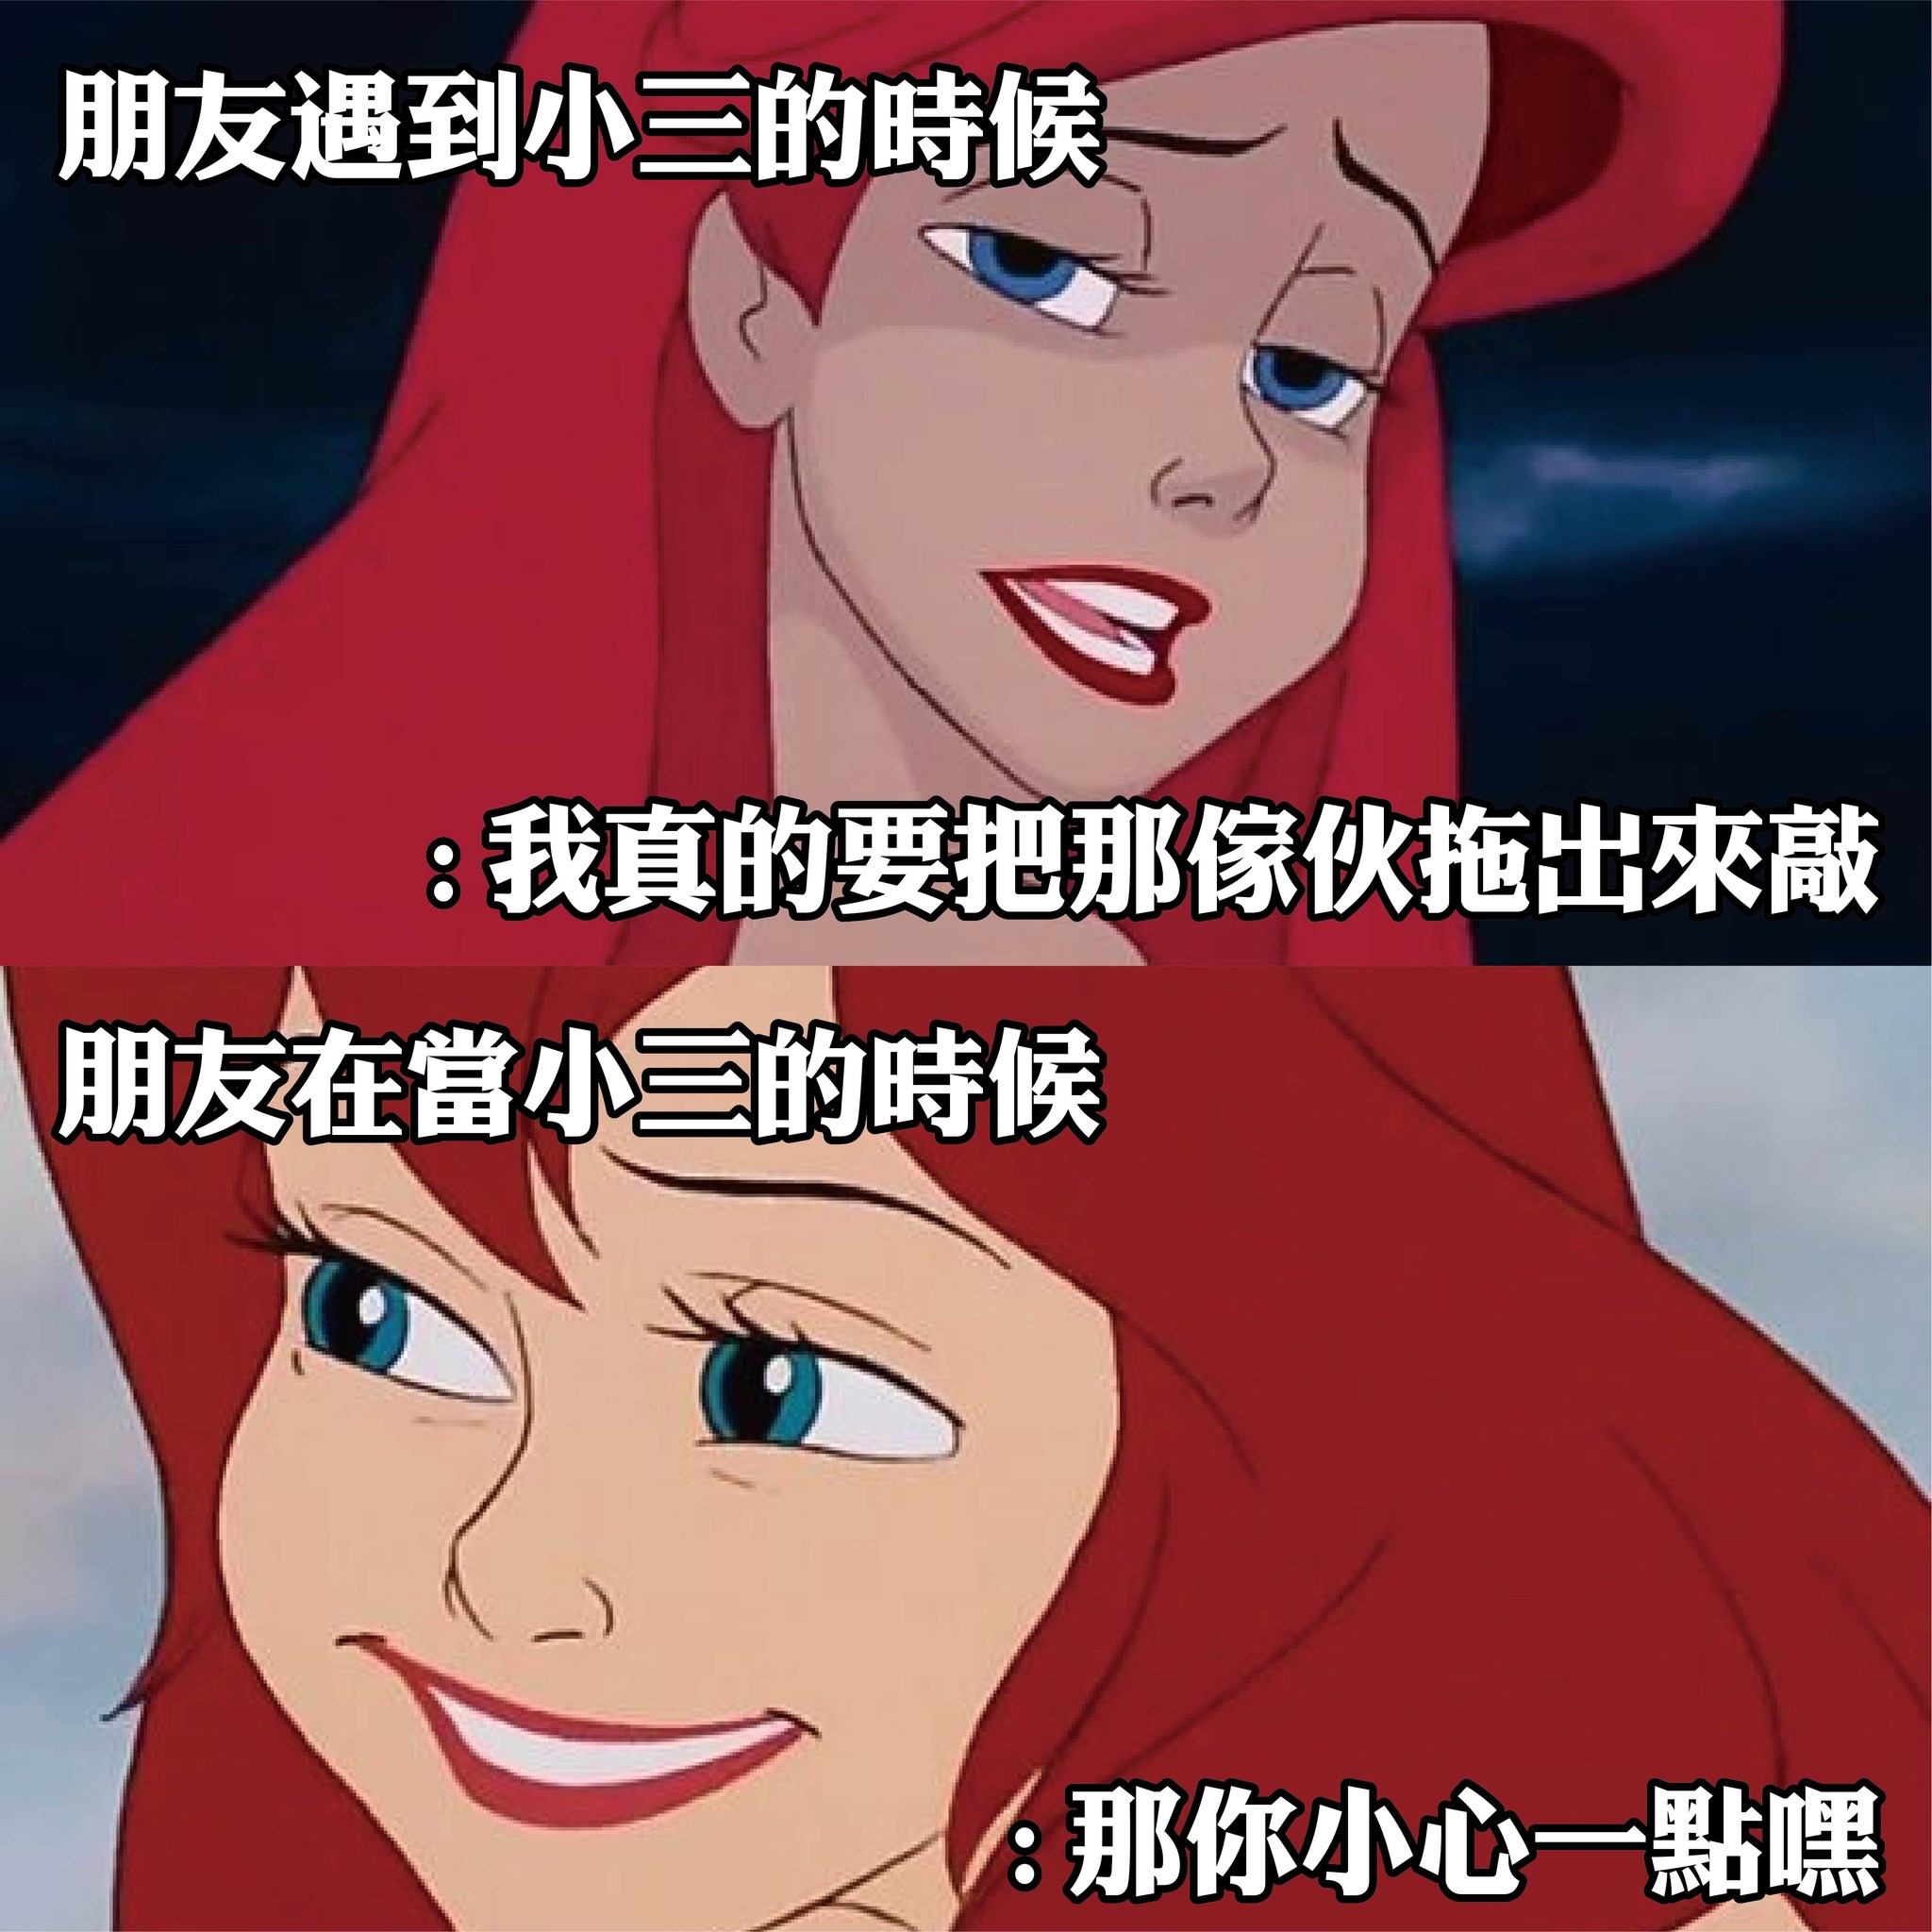 朋友遇到小三的時候
：我真的要把那傢伙拖出來敲
朋友在當小三的時候
：那你小心一點嘿